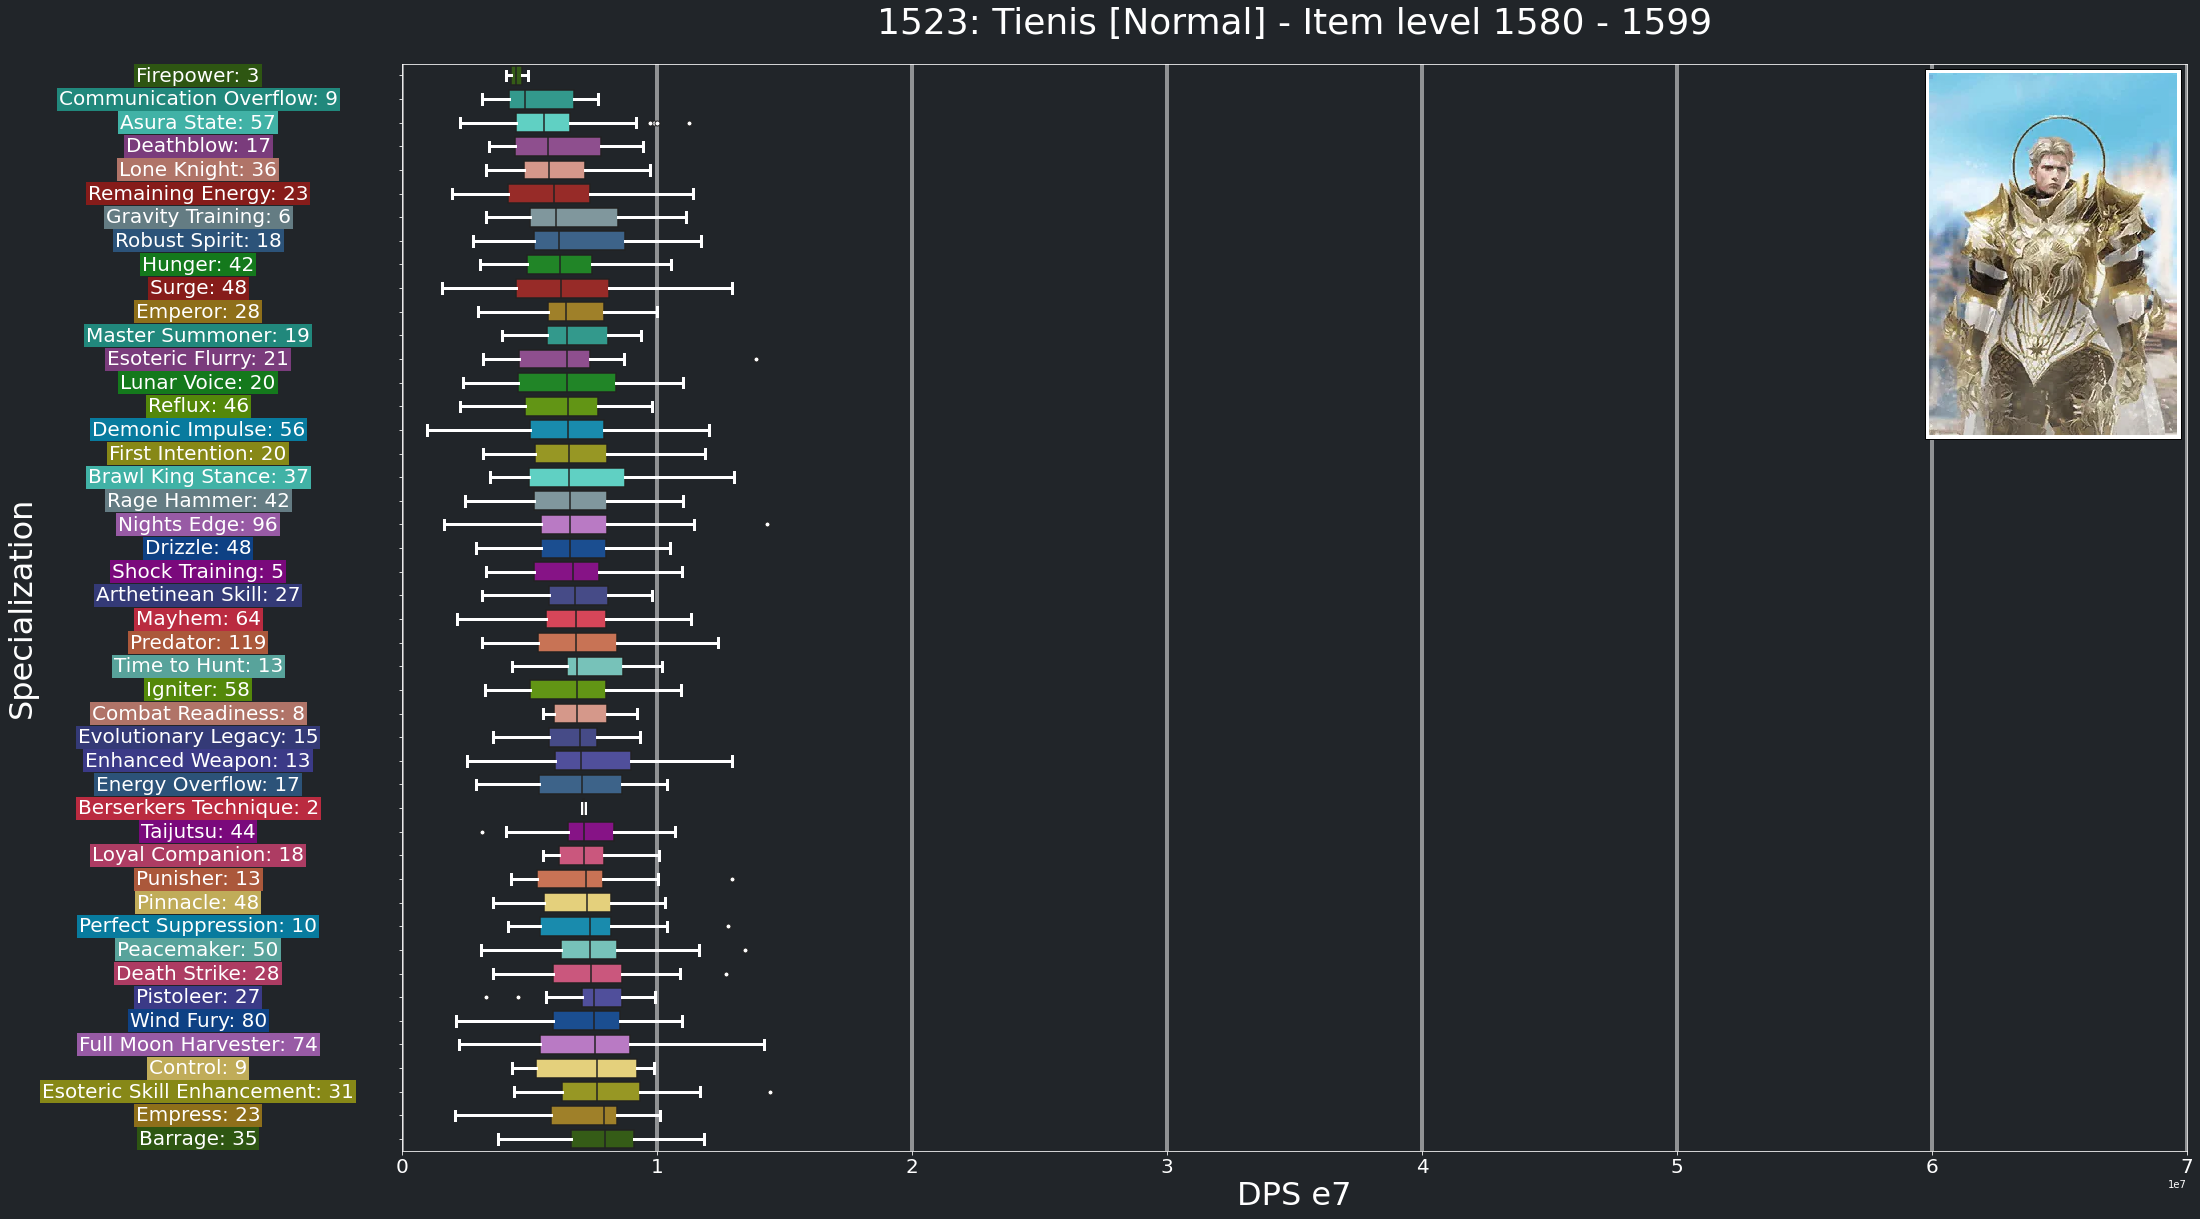 1523: Tienis [Normal] - Item level 1580 - 1599
Specialization
Firepower: 3
Communication Overflow: 9
Asura State: 57
Deathblow: 17
Lone Knight: 36
Remaining Energy: 23
Gravity Training: 6
Robust Spirit: 18
Hunger: 42
Surge: 48
Emperor: 28
Master Summoner: 19
Esoteric Flurry: 21
Lunar Voice: 20
Reflux: 46
Demonic Impulse: 56
First Intention: 20
Brawl King Stance: 37
Rage Hammer: 42
Nights Edge: 96
Drizzle: 48
Shock Training: 5
Arthetinean Skill: 27
Mayhem: 64
Predator: 119
Time to Hunt: 13
Igniter: 58
Combat Readiness: 8
Evolutionary Legacy: 15
Enhanced Weapon: 13
Energy Overflow: 17
Berserkers Technique: 2
Taijutsu: 44
Loyal Companion: 18
Punisher: 13
Pinnacle: 48
Perfect Suppression: 10
Peacemaker: 50
Death Strike: 28
Pistoleer: 27
Wind Fury: 80
Full Moon Harvester: 74
Control: 9
Esoteric Skill Enhancement: 31
Empress: 23
Barrage: 35
0 1 2 3 4 5 6 7
1e7
DPS e7